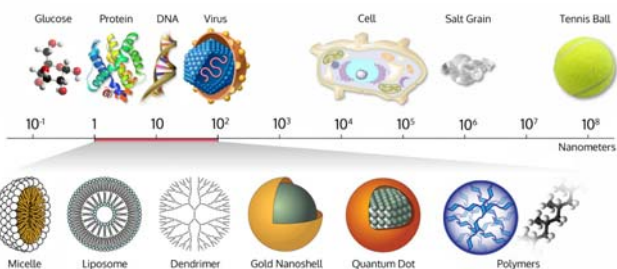 Glucose Protein DNA Virus Cell Salt Grain Tennis Ball
10⁻¹ 1 10 10² 10³ 10⁴ 10⁵ 10⁶ 10⁷ 10⁸
Nanometers
Micelle Liposome Dendrimer Gold Nanoshell Quantum Dot Polymers